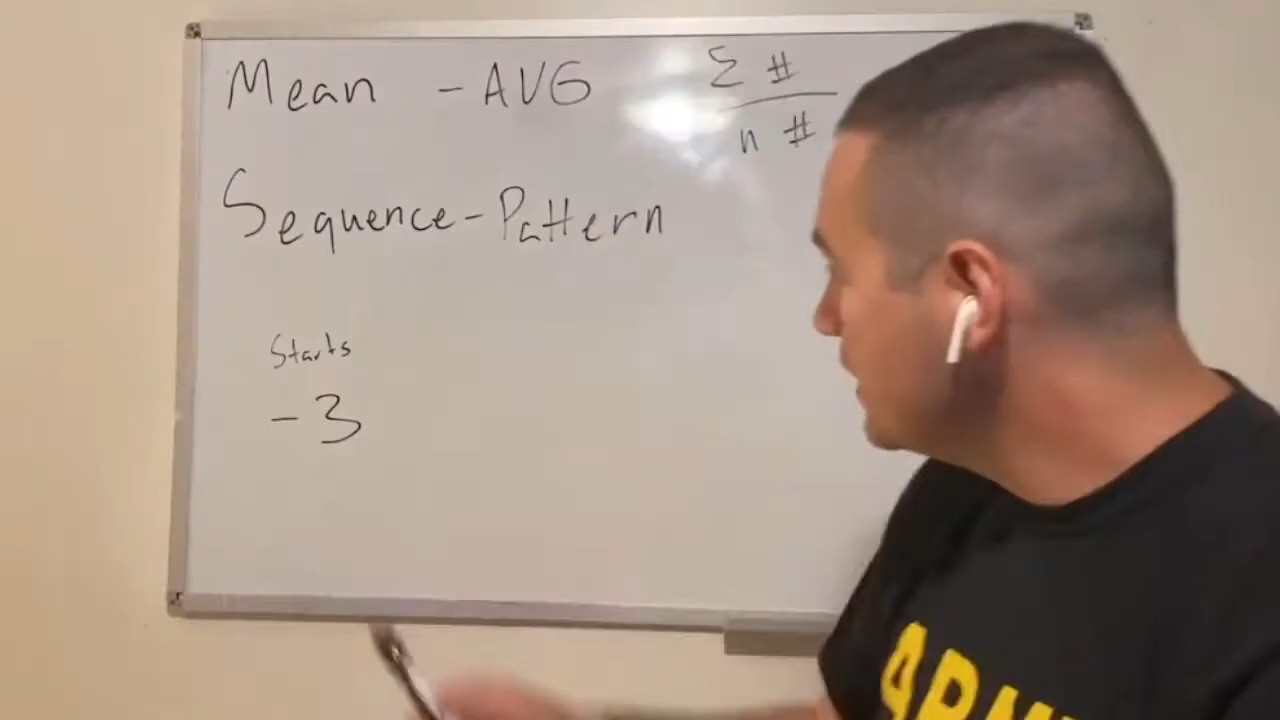 Mean - AVG
Σ #
n #
Sequence - Pattern
Starts
-3
ARMY